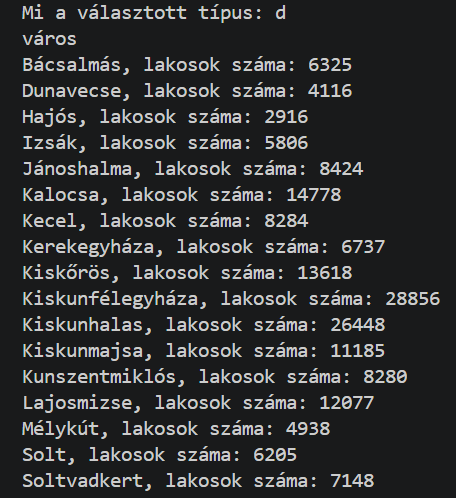 Mi a választott típus: d
város
Bácsalmás, lakosok száma: 6325
Dunavecse, lakosok száma: 4116
Hajós, lakosok száma: 2916
Izsák, lakosok száma: 5806
Jánoshalma, lakosok száma: 8424
Kalocsa, lakosok száma: 14778
Kecel, lakosok száma: 8284
Kerekegyháza, lakosok száma: 6737
Kiskőrös, lakosok száma: 13618
Kiskunfélegyháza, lakosok száma: 28856
Kiskunhalas, lakosok száma: 26448
Kiskunmajsa, lakosok száma: 11185
Kunszentmiklós, lakosok száma: 8280
Lajosmizse, lakosok száma: 12077
Mélykút, lakosok száma: 4938
Solt, lakosok száma: 6205
Soltvadkert, lakosok száma: 7148